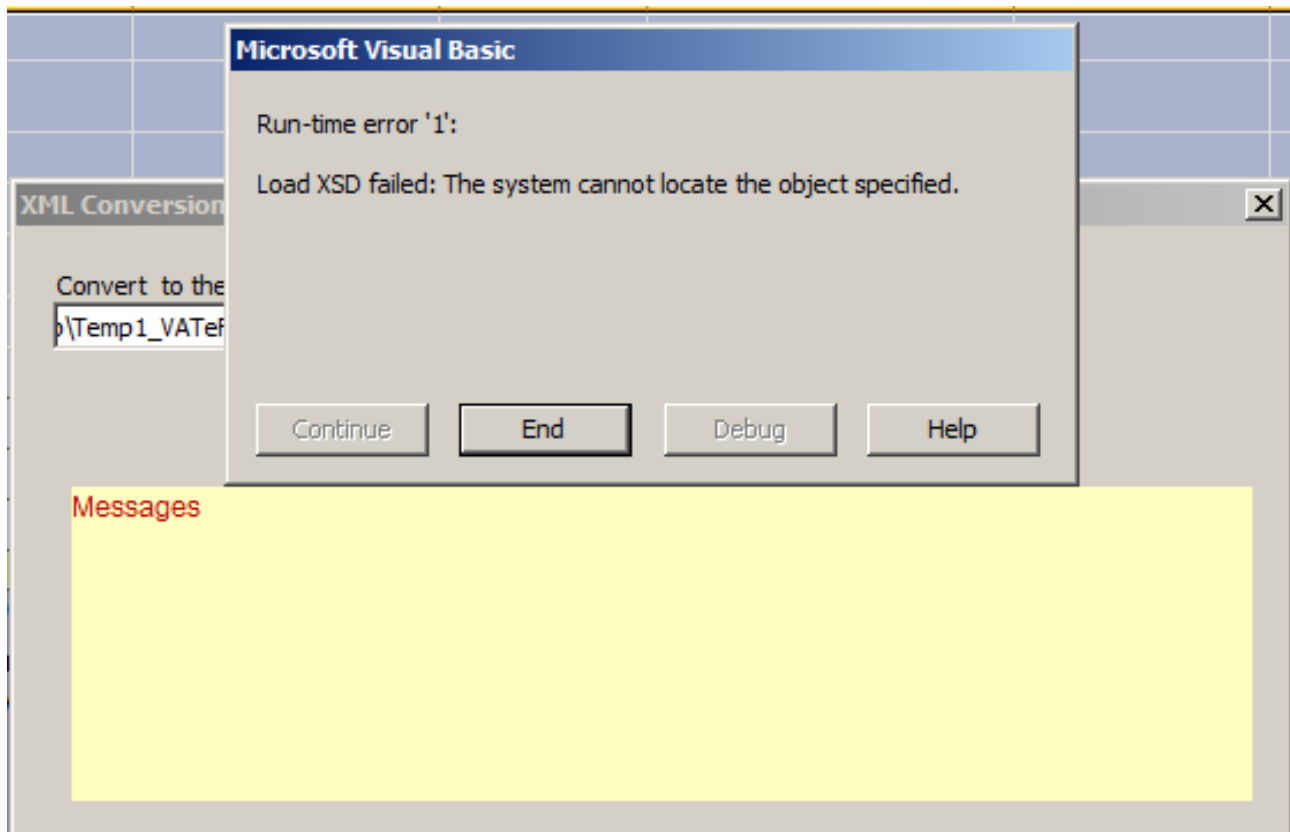 Microsoft Visual Basic
Run-time error '1':
Load XSD failed: The system cannot locate the object specified.
XML Conversion
Convert to the
\Temp1_VATeF
Continue
End
Debug
Help
Messages